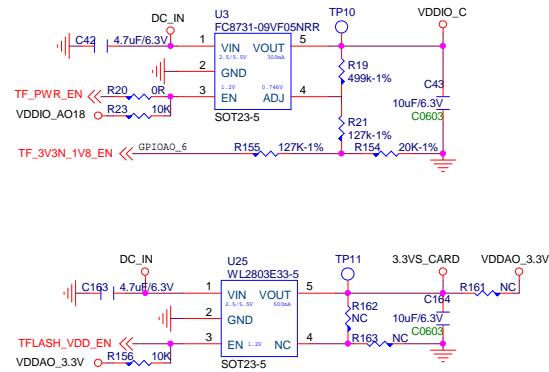 U3
FC8731-09VF05NRR
TP10
VDDIO_C
DC_IN
C42 4.7uF/6.3V
1 VIN VOUT 5
2.5/5.5V 300mA
2 GND
R19
499k-1%
C43
10uF/6.3V
C0603
TF_PWR_EN R20 0R
3 EN ADJ 4
1.2V 0.746V
VDDIO_AO18 R23 10K
SOT23-5
R21
127k-1%
TF_3V3N_1V8_EN GPIOAO_6 R155 127K-1% R154 20K-1%
DC_IN
U25
WL2803E33-5
TP11
3.3VS_CARD
VDDAO_3.3V
C163 4.7uF/6.3V
1 VIN VOUT 5
2.5/5.5V 500mA
R161 NC
2 GND
R162
NC
C164
10uF/6.3V
C0603
TFLASH_VDD_EN
3 EN 1.2V NC 4
R163 NC
VDDAO_3.3V R156 10K
SOT23-5